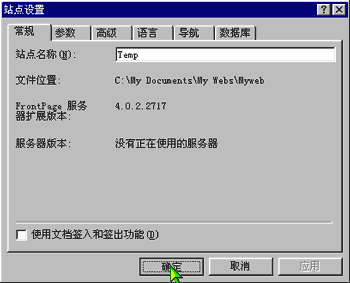 站点设置
常规 参数 高级 语言 导航 数据库
站点名称(N): Temp
文件位置: C:\My Documents\My Webs\Myweb
FrontPage 服务 4.0.2.2717
器扩展版本:
服务器版本: 没有正在使用的服务器
使用文档签入和签出功能(D)
确定 取消 应用